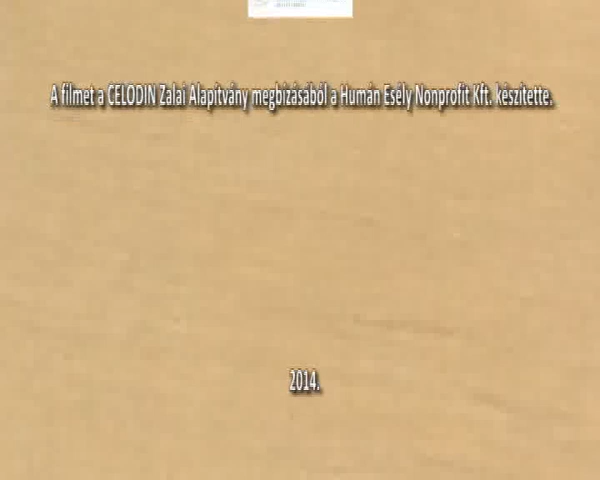 A filmet a CELODIN Zalai Alapítvány megbízásából a Humán Esély Nonprofit Kft. készítette.
2014.